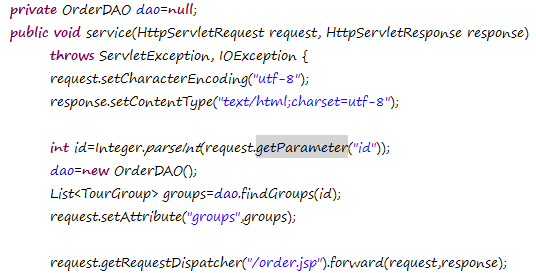 private OrderDAO dao=null;
public void service(HttpServletRequest request, HttpServletResponse response)
throws ServletException, IOException {
request.setCharacterEncoding("utf-8");
response.setContentType("text/html;charset=utf-8");
int id=Integer.parseInt(request.getParameter("id"));
dao=new OrderDAO();
List<TourGroup> groups=dao.findGroups(id);
request.setAttribute("groups",groups);
request.getRequestDispatcher("/order.jsp").forward(request,response);